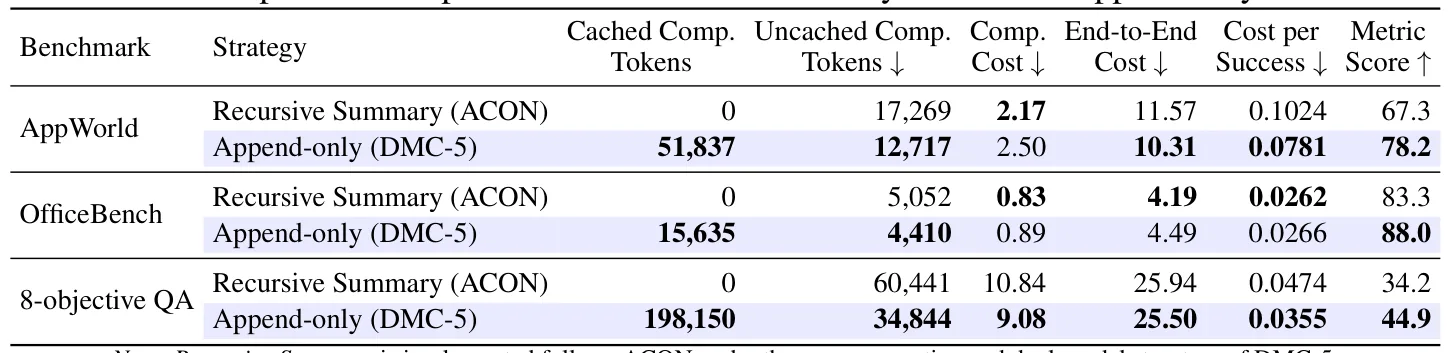 Benchmark Strategy Cached Comp. Tokens Uncached Comp. Tokens ↓ Comp. Cost ↓ End-to-End Cost ↓ Cost per Success ↓ Metric Score ↑
AppWorld Recursive Summary (ACON) 0 17,269 2.17 11.57 0.1024 67.3
Append-only (DMC-5) 51,837 12,717 2.50 10.31 0.0781 78.2
OfficeBench Recursive Summary (ACON) 0 5,052 0.83 4.19 0.0262 83.3
Append-only (DMC-5) 15,635 4,410 0.89 4.49 0.0266 88.0
8-objective QA Recursive Summary (ACON) 0 60,441 10.84 25.94 0.0474 34.2
Append-only (DMC-5) 198,150 34,844 9.08 25.50 0.0355 44.9